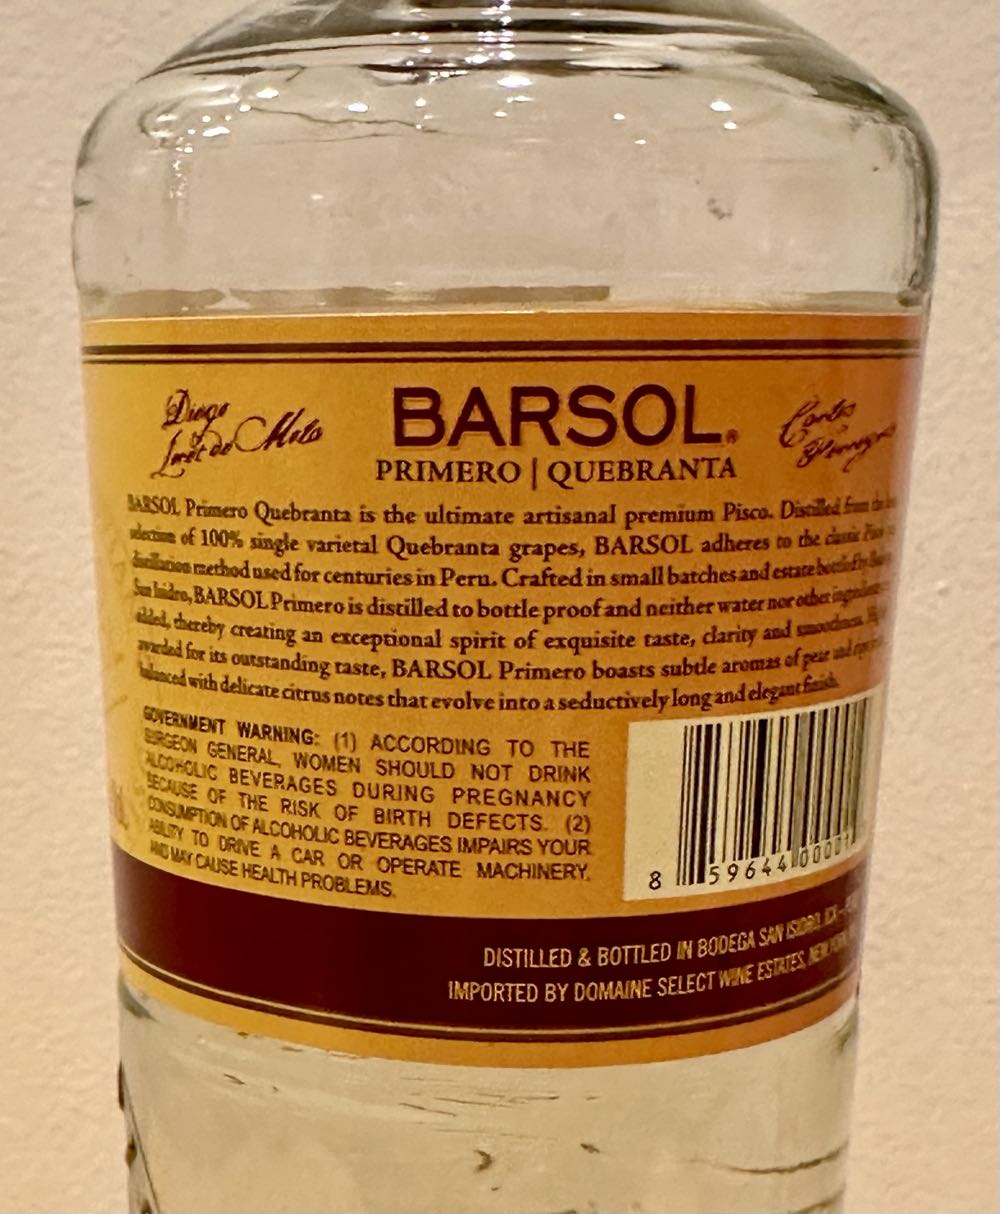 Diego
Loret de Mola
BARSOL®
Carlos
PRIMERO | QUEBRANTA
BARSOL Primero Quebranta is the ultimate artisanal premium Pisco. Distilled from the
selection of 100% single varietal Quebranta grapes, BARSOL adheres to the classic Pisco
distillation method used for centuries in Peru. Crafted in small batches and estate bottled by
San Isidro, BARSOL Primero is distilled to bottle proof and neither water nor other
added, thereby creating an exceptional spirit of exquisite taste, clarity and smoothness.
awarded for its outstanding taste, BARSOL Primero boasts subtle aromas of pear and
balanced with delicate citrus notes that evolve into a seductively long and elegant finish.
GOVERNMENT WARNING: (1) ACCORDING TO THE
SURGEON GENERAL, WOMEN SHOULD NOT DRINK
ALCOHOLIC BEVERAGES DURING PREGNANCY
BECAUSE OF THE RISK OF BIRTH DEFECTS. (2)
CONSUMPTION OF ALCOHOLIC BEVERAGES IMPAIRS YOUR
ABILITY TO DRIVE A CAR OR OPERATE MACHINERY,
AND MAY CAUSE HEALTH PROBLEMS.
8 59644 00001
DISTILLED & BOTTLED IN BODEGA SAN ISIDRO, ICA -
IMPORTED BY DOMAINE SELECT WINE ESTATES, NEW YORK